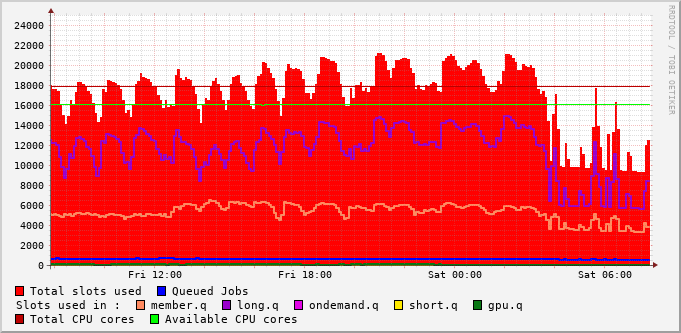 24000
22000
20000
18000
16000
14000
12000
10000
8000
6000
4000
2000
0
Fri 12:00 Fri 18:00 Sat 00:00 Sat 06:00
RRDTOOL / TOBI OETIKER
Total slots used Queued Jobs
Slots used in : member.q long.q ondemand.q short.q gpu.q
Total CPU cores Available CPU cores